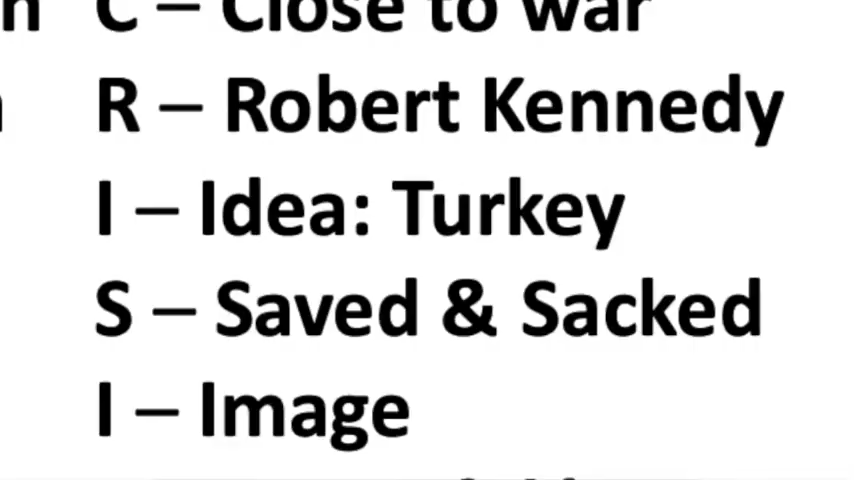 C – Close to war
R – Robert Kennedy
I – Idea: Turkey
S – Saved & Sacked
I – Image